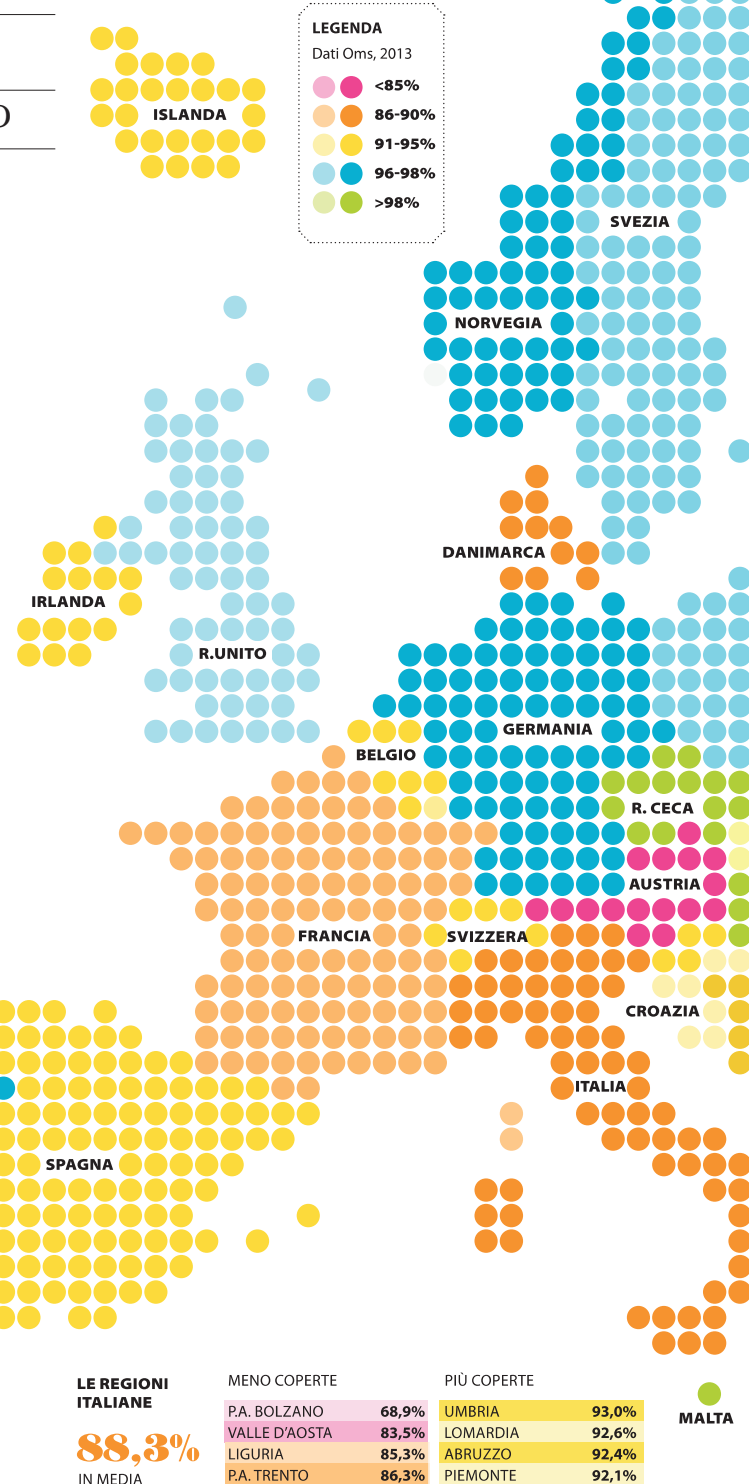 O
LEGENDA
Dati Oms, 2013
<85%
86-90%
91-95%
96-98%
>98%
ISLANDA
SVEZIA
NORVEGIA
DANIMARCA
IRLANDA
R.UNITO
GERMANIA
BELGIO
R. CECA
AUSTRIA
FRANCIA
SVIZZERA
CROAZIA
ITALIA
SPAGNA
MALTA
LE REGIONI
ITALIANE
88,3%
IN MEDIA
MENO COPERTE
P.A. BOLZANO 68,9%
VALLE D'AOSTA 83,5%
LIGURIA 85,3%
P.A. TRENTO 86,3%
PIÙ COPERTE
UMBRIA 93,0%
LOMARDIA 92,6%
ABRUZZO 92,4%
PIEMONTE 92,1%